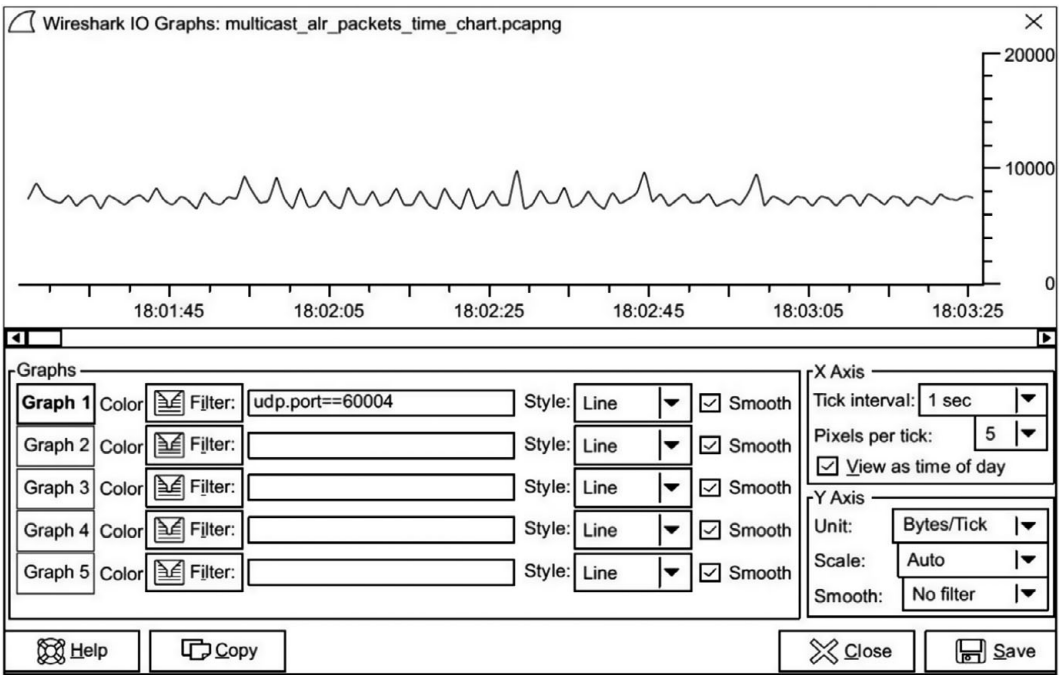 Wireshark IO Graphs: multicast_alr_packets_time_chart.pcapng
20000
10000
0
18:01:45 18:02:05 18:02:25 18:02:45 18:03:05 18:03:25
Graphs
Graph 1 Color Filter: udp.port==60004 Style: Line Smooth
Graph 2 Color Filter: Style: Line Smooth
Graph 3 Color Filter: Style: Line Smooth
Graph 4 Color Filter: Style: Line Smooth
Graph 5 Color Filter: Style: Line Smooth
X Axis
Tick interval: 1 sec
Pixels per tick: 5
View as time of day
Y Axis
Unit: Bytes/Tick
Scale: Auto
Smooth: No filter
Help Copy Close Save